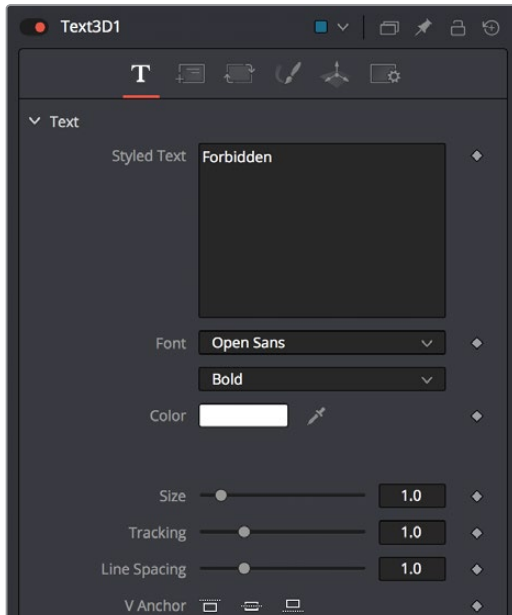 Text3D1
T
Text
Styled Text Forbidden
Font Open Sans
Bold
Color
Size 1.0
Tracking 1.0
Line Spacing 1.0
V Anchor